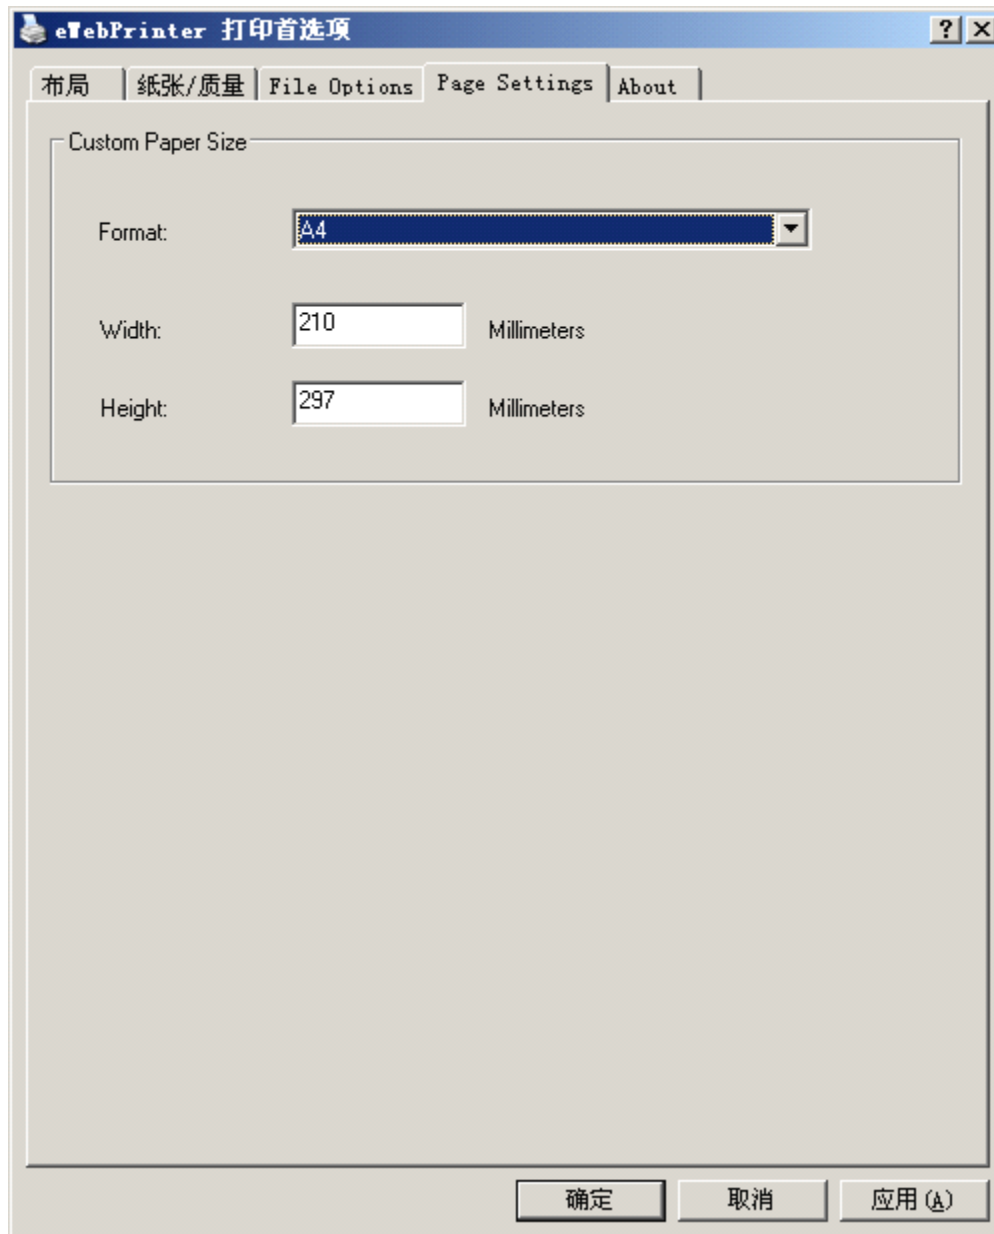 eWebPrinter 打印首选项
布局 纸张/质量 File Options Page Settings About
Custom Paper Size
Format: A4
Width: 210 Millimeters
Height: 297 Millimeters
确定 取消 应用(A)